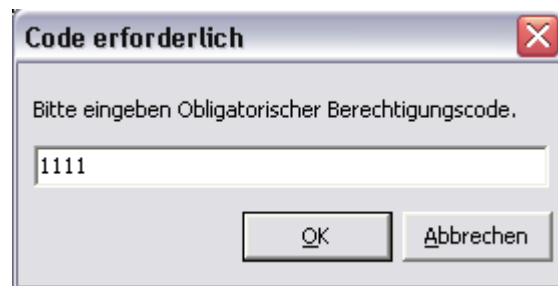 Code erforderlich
Bitte eingeben Obligatorischer Berechtigungscode.
1111
OK Abbrechen